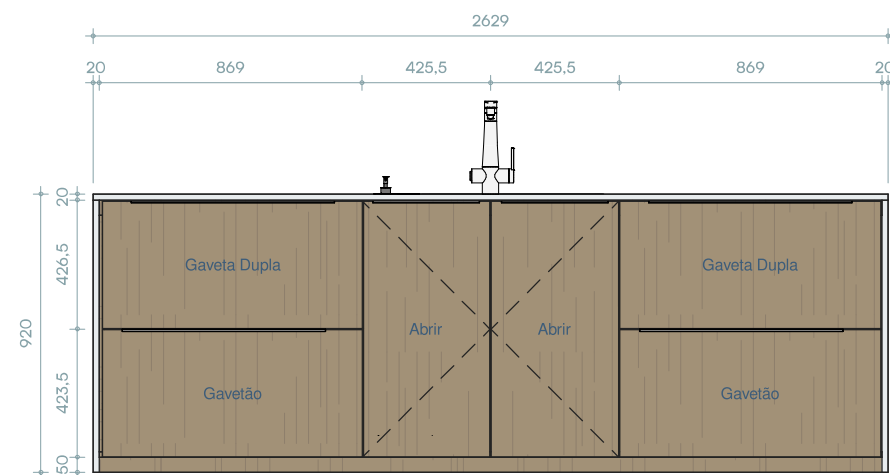 2629
20 869 425,5 425,5 869 20
20
426,5
920
423,5
50
Gaveta Dupla
Gaveta Dupla
Abrir
Abrir
Gavetão
Gavetão